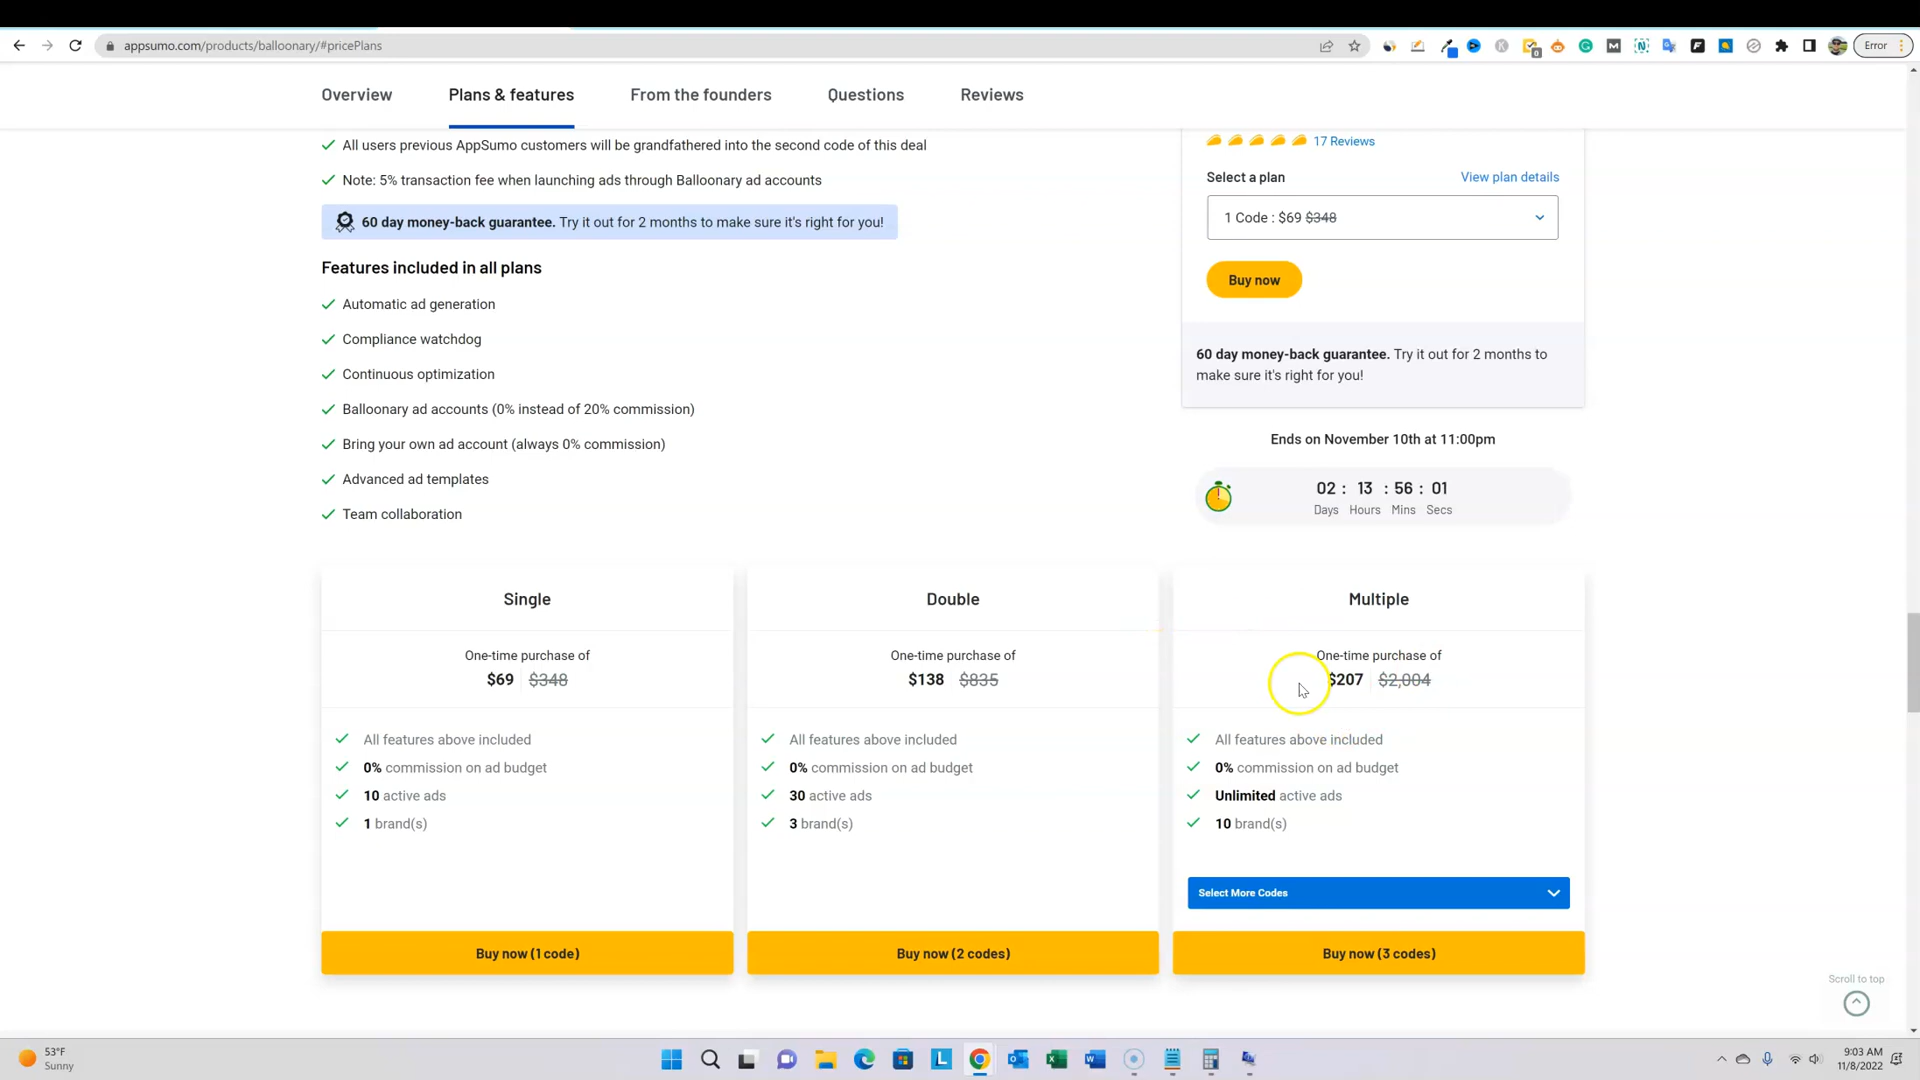 appsumo.com/products/balloonary/#pricePlans
Error
Overview
Plans & features
From the founders
Questions
Reviews
All users previous AppSumo customers will be grandfathered into the second code of this deal
Note: 5% transaction fee when launching ads through Balloonary ad accounts
60 day money-back guarantee. Try it out for 2 months to make sure it's right for you!
Features included in all plans
Automatic ad generation
Compliance watchdog
Continuous optimization
Balloonary ad accounts (0% instead of 20% commission)
Bring your own ad account (always 0% commission)
Advanced ad templates
Team collaboration
17 Reviews
Select a plan
View plan details
1 Code : $69 $348
Buy now
60 day money-back guarantee. Try it out for 2 months to
make sure it's right for you!
Ends on November 10th at 11:00pm
02 : 13 : 56 : 01
Days Hours Mins Secs
Single
One-time purchase of
$69 $348
All features above included
0% commission on ad budget
10 active ads
1 brand(s)
Buy now (1 code)
Double
One-time purchase of
$138 $835
All features above included
0% commission on ad budget
30 active ads
3 brand(s)
Buy now (2 codes)
Multiple
One-time purchase of
$207 $2,004
All features above included
0% commission on ad budget
Unlimited active ads
10 brand(s)
Select More Codes
Buy now (3 codes)
Scroll to top
53°F
Sunny
9:03 AM
11/8/2022